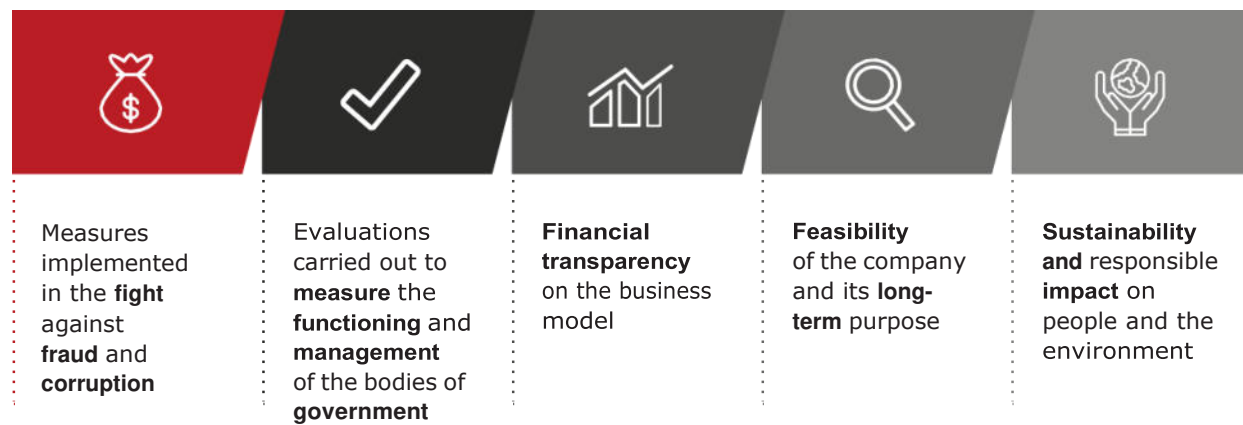 $
Measures
implemented
in the fight
against
fraud and
corruption
Evaluations
carried out to
measure the
functioning and
management
of the bodies of
government
Financial
transparency
on the business
model
Feasibility
of the company
and its long-
term purpose
Sustainability
and responsible
impact on
people and the
environment